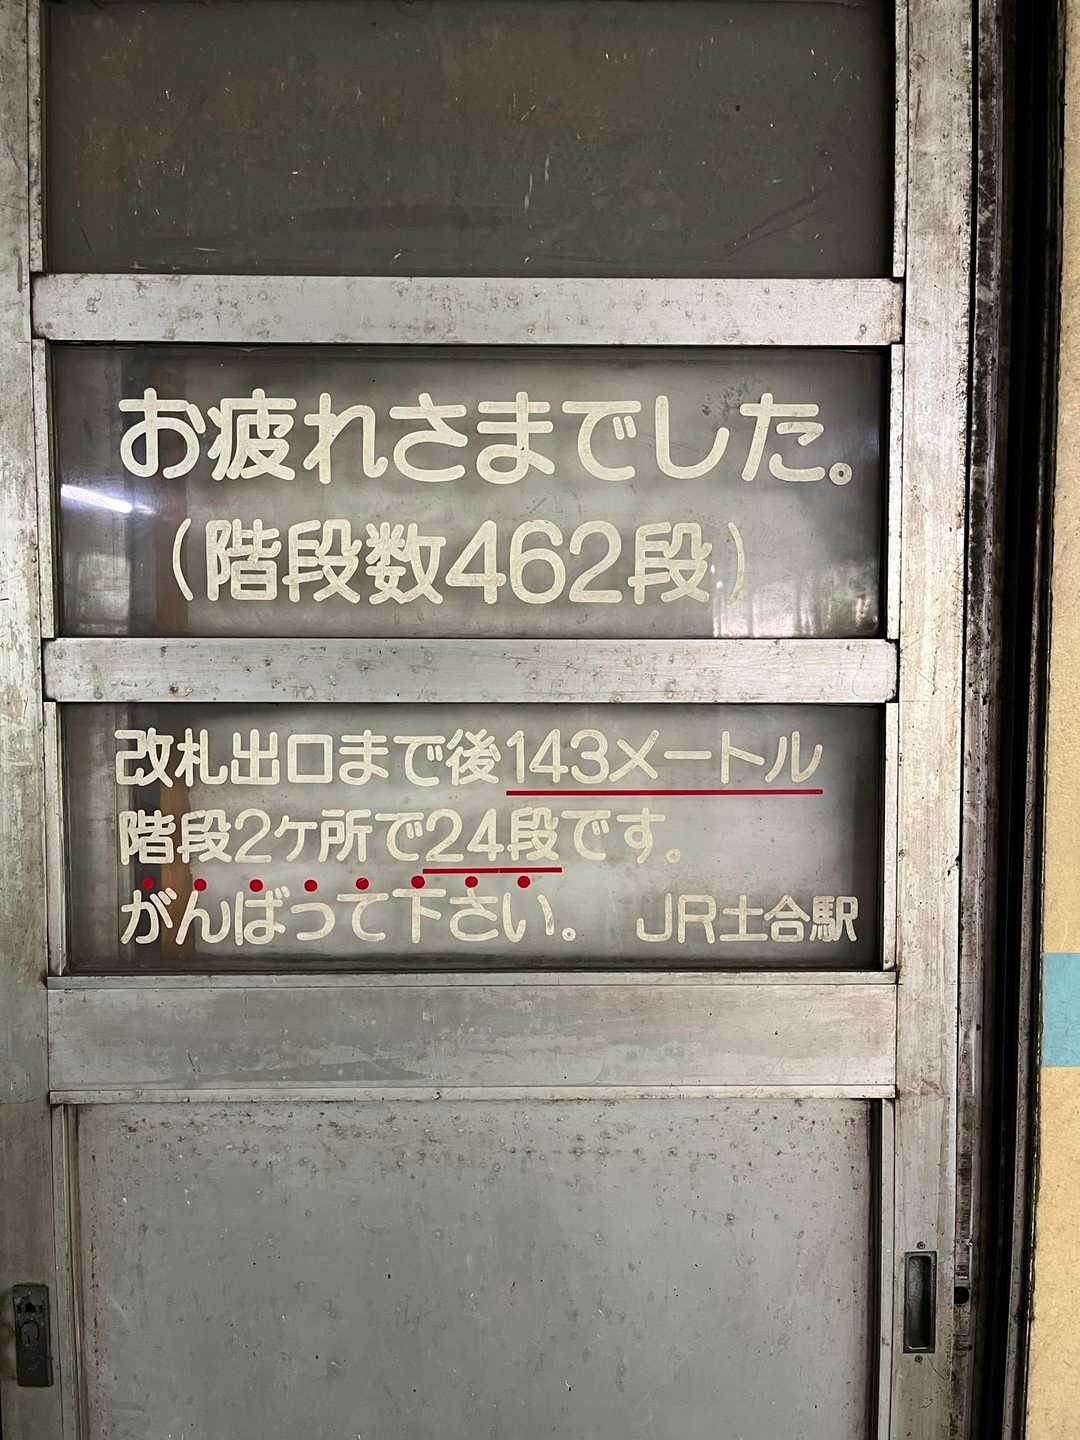 お疲れさまでした。
(階段数462段)
改札出口まで後143メートル
階段2ヶ所で24段です。
がんばって下さい。 JR土合駅